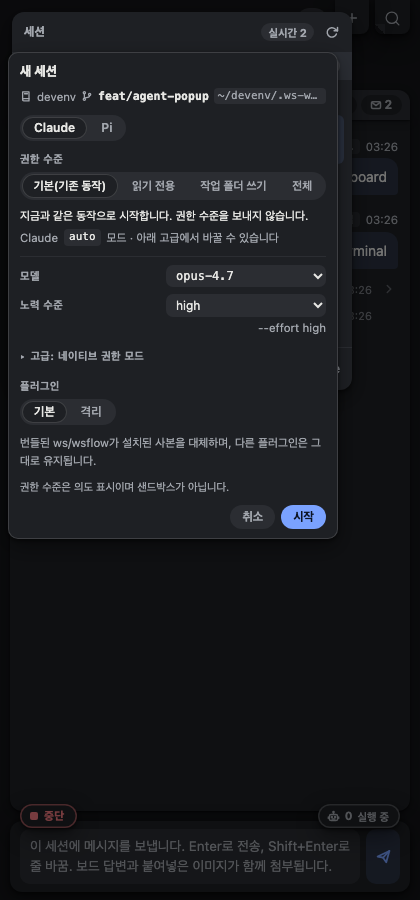 세션
실시간 2
새 세션
devenv feat/agent-popup ~/devenv/.ws-w…
2
Claude Pi
03:26
권한 수준
board
기본(기존 동작) 읽기 전용 작업 폴더 쓰기 전체
지금과 같은 동작으로 시작합니다. 권한 수준을 보내지 않습니다.
03:26
Claude auto 모드 · 아래 고급에서 바꿀 수 있습니다
minal
모델 opus-4.7
노력 수준 high
--effort high
고급: 네이티브 권한 모드
플러그인
기본 격리
번들된 ws/wsflow가 설치된 사본을 대체하며, 다른 플러그인은 그
대로 유지됩니다.
권한 수준은 의도 표시이며 샌드박스가 아닙니다.
취소 시작
중단
0 실행 중
이 세션에 메시지를 보냅니다. Enter로 전송, Shift+Enter로
줄 바꿈. 보드 답변과 붙여넣은 이미지가 함께 첨부됩니다.